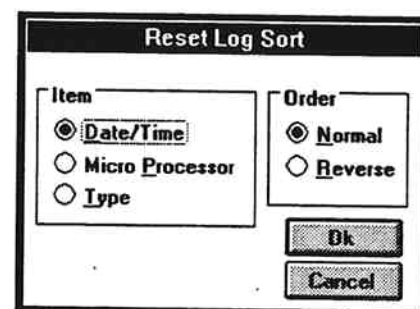 Reset Log Sort
Item
Date/Time
Micro Processor
Type
Order
Normal
Reverse
Ok
Cancel